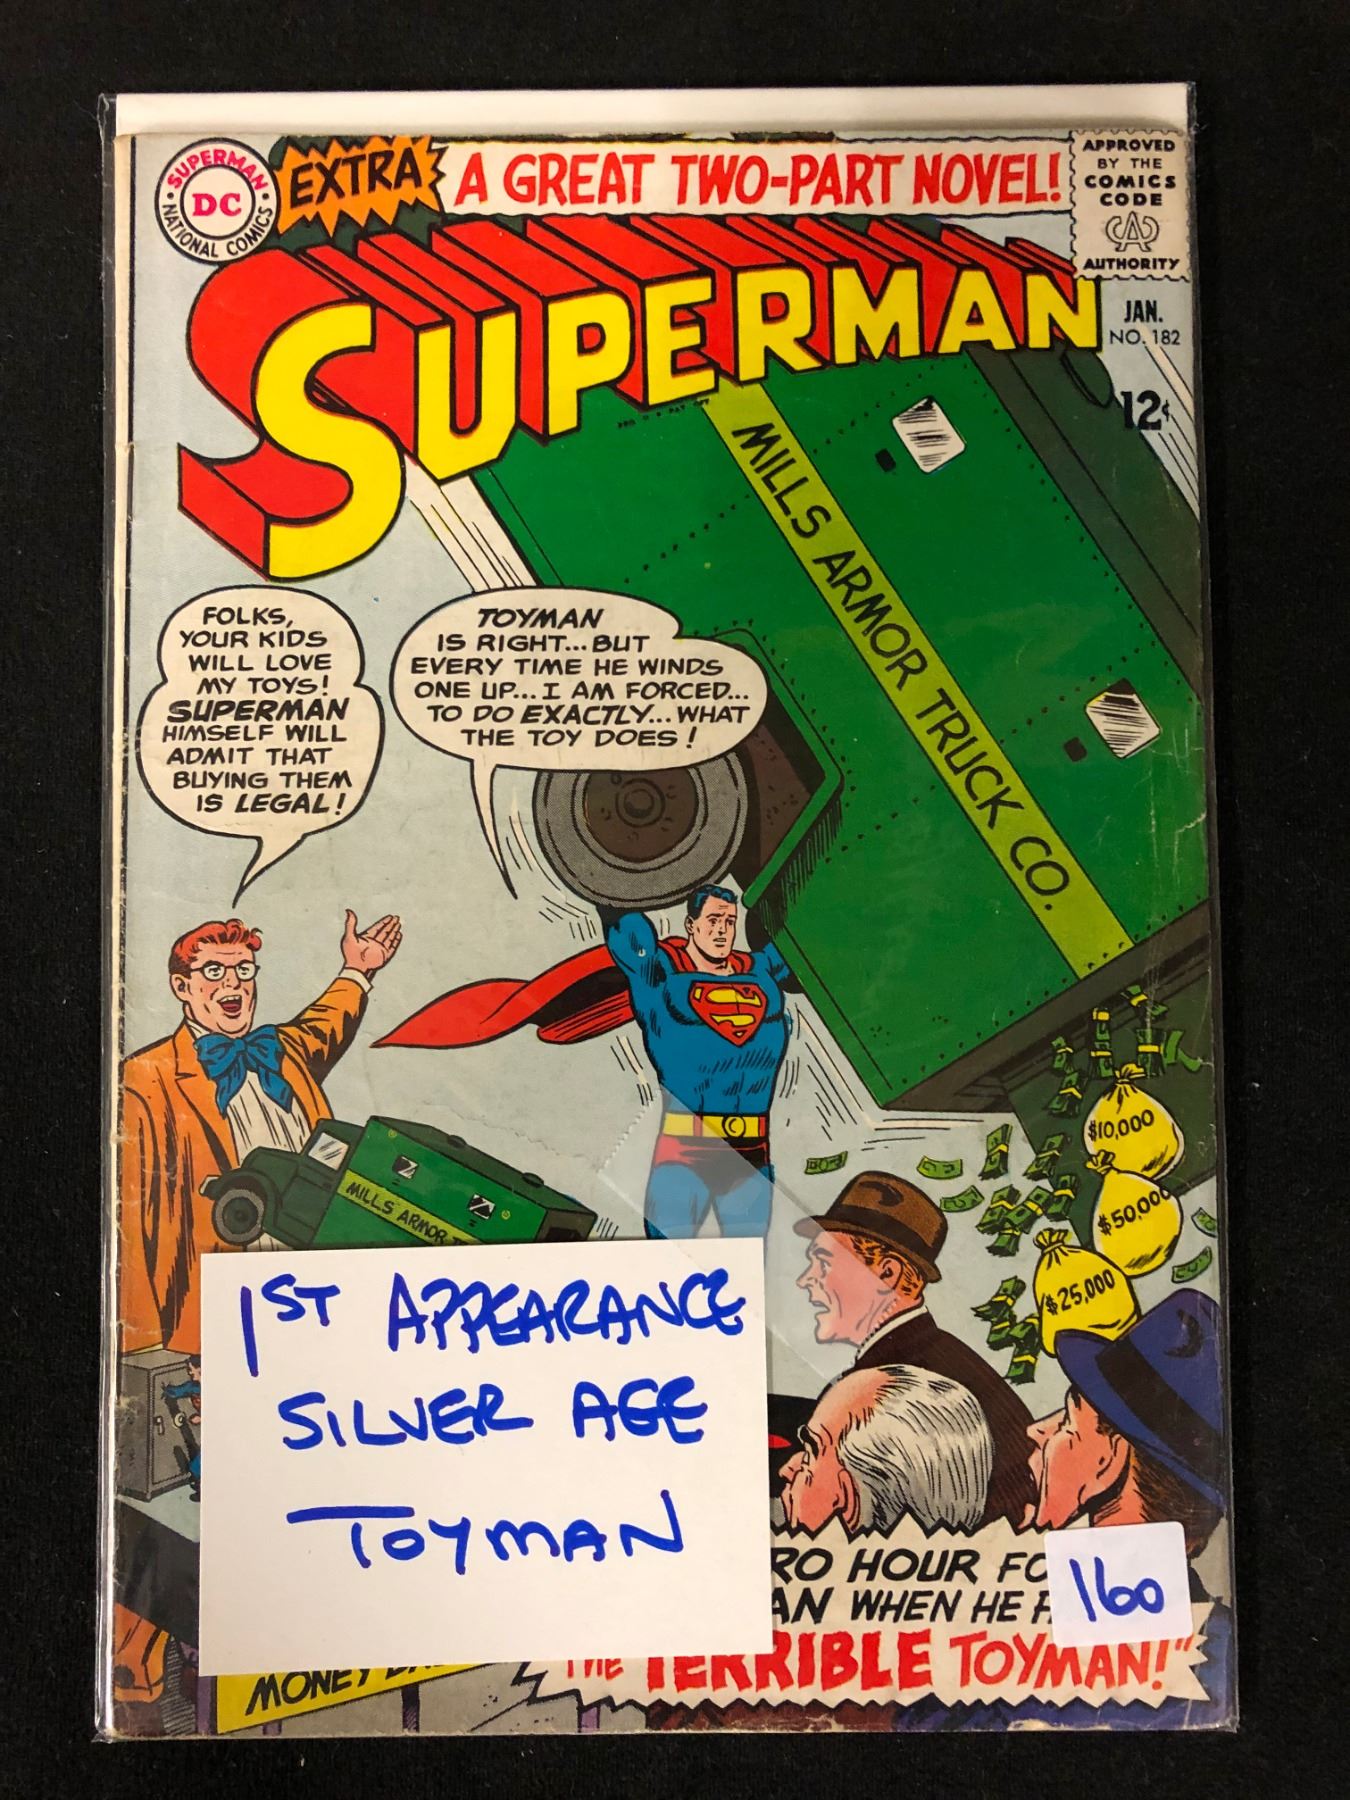 SUPERMAN
DC
NATIONAL COMICS
EXTRA
A GREAT TWO-PART NOVEL!
APPROVED
BY THE
COMICS
CODE
CA
AUTHORITY
SUPERMAN
JAN.
NO. 182
12¢
MILLS ARMOR TRUCK CO.
FOLKS,
YOUR KIDS
WILL LOVE
MY TOYS!
SUPERMAN
HIMSELF WILL
ADMIT THAT
BUYING THEM
IS LEGAL!
TOYMAN
IS RIGHT...BUT
EVERY TIME HE WINDS
ONE UP...I AM FORCED...
TO DO EXACTLY...WHAT
THE TOY DOES!
S
$10,000
$50,000
$25,000
MILLS ARMOR T
1ST APPEARANCE
SILVER AGE
TOYMAN
RO HOUR FO
AN WHEN HE
160
THE TERRIBLE TOYMAN!"
MONEY